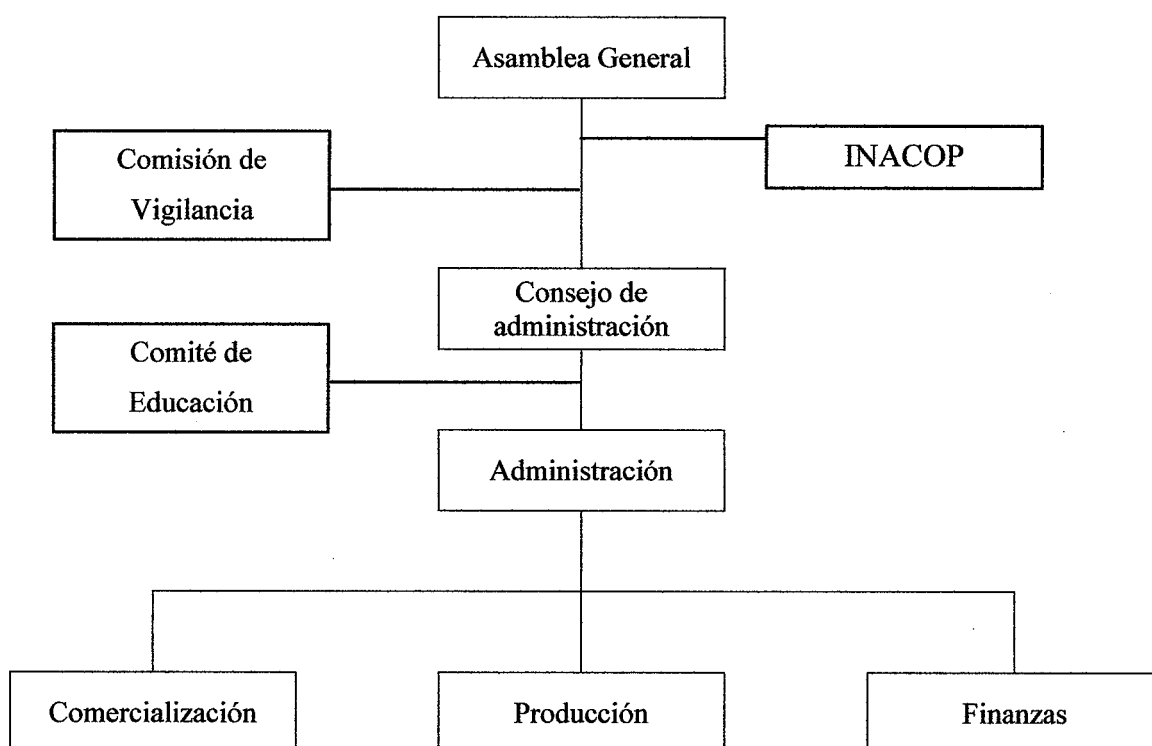 Asamblea General
INACOP
Comisión de
Vigilancia
Consejo de
administración
Comité de
Educación
Administración
Comercialización
Producción
Finanzas